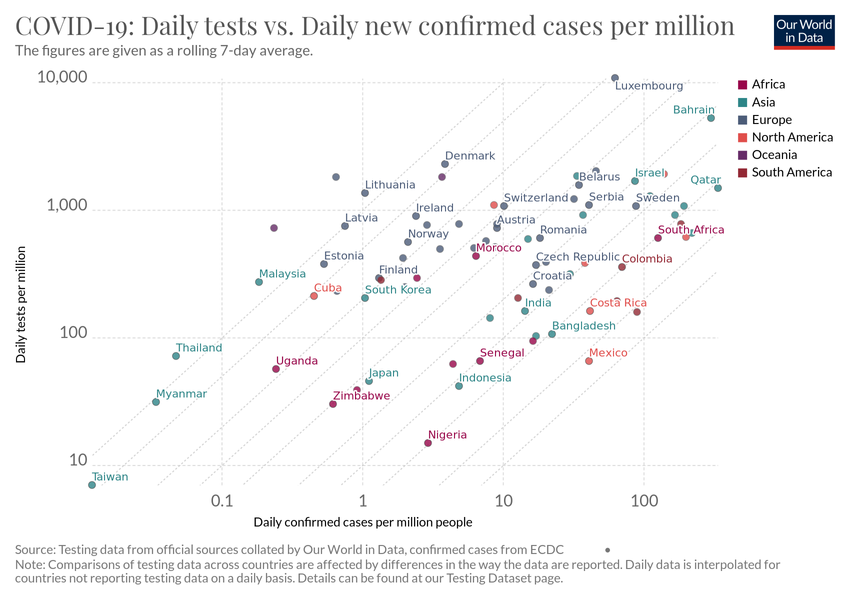 COVID-19: Daily tests vs. Daily new confirmed cases per million
The figures are given as a rolling 7-day average.
Our World
in Data
10,000
1,000
100
10
Daily tests per million
0.1
1
10
100
Daily confirmed cases per million people
Africa
Asia
Europe
North America
Oceania
South America
Luxembourg
Bahrain
Denmark
Lithuania
Belarus
Israel
Qatar
Switzerland
Serbia
Sweden
Ireland
Latvia
Austria
Norway
Romania
South Africa
Morocco
Estonia
Czech Republic
Colombia
Finland
Croatia
Malaysia
Cuba
South Korea
India
Costa Rica
Bangladesh
Thailand
Uganda
Senegal
Mexico
Japan
Indonesia
Myanmar
Zimbabwe
Nigeria
Taiwan
Source: Testing data from official sources collated by Our World in Data, confirmed cases from ECDC
Note: Comparisons of testing data across countries are affected by differences in the way the data are reported. Daily data is interpolated for
countries not reporting testing data on a daily basis. Details can be found at our Testing Dataset page.